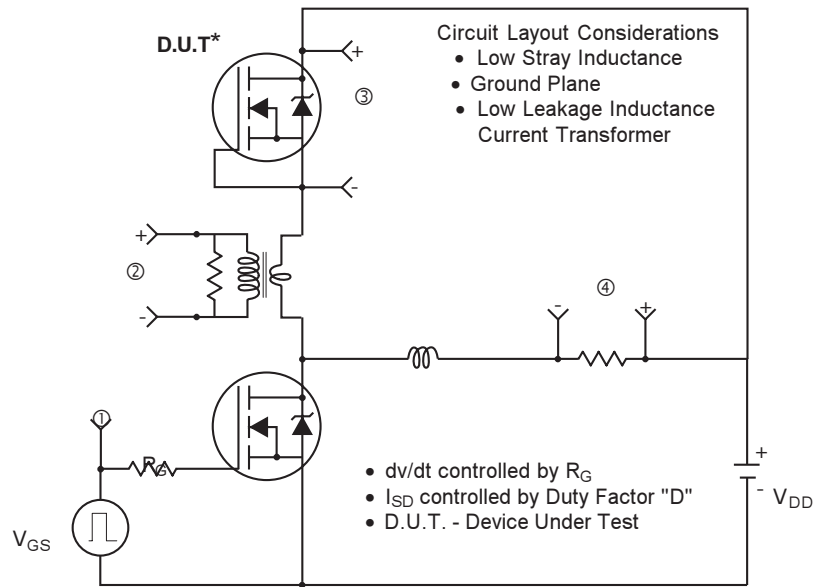 D.U.T*
+
③
-
Circuit Layout Considerations
• Low Stray Inductance
• Ground Plane
• Low Leakage Inductance
Current Transformer
+
②
-
-
④
+
①
RG
VGS
• dv/dt controlled by RG
• ISD controlled by Duty Factor "D"
• D.U.T. - Device Under Test
+
-
VDD